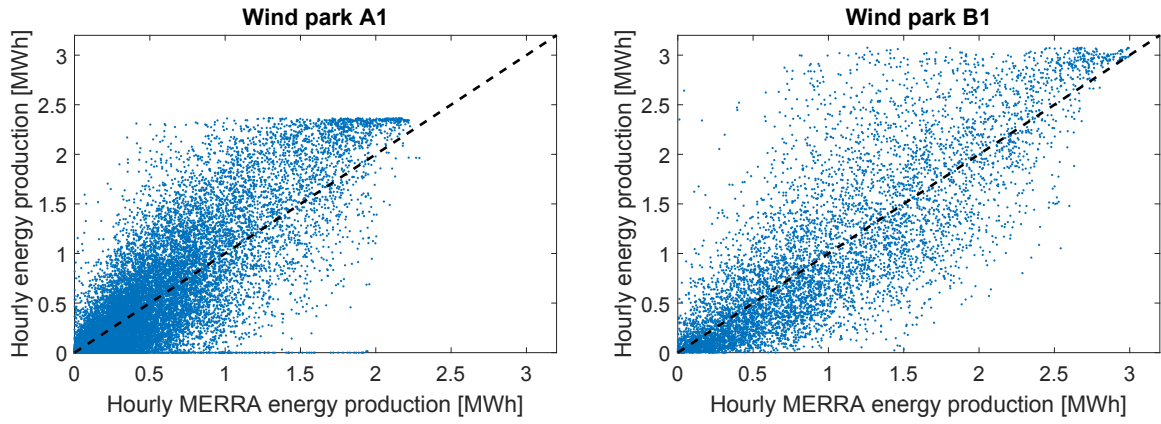 Wind park A1
Hourly energy production [MWh]
3
2.5
2
1.5
1
0.5
0
0 0.5 1 1.5 2 2.5 3
Hourly MERRA energy production [MWh]
Wind park B1
Hourly energy production [MWh]
3
2.5
2
1.5
1
0.5
0
0 0.5 1 1.5 2 2.5 3
Hourly MERRA energy production [MWh]